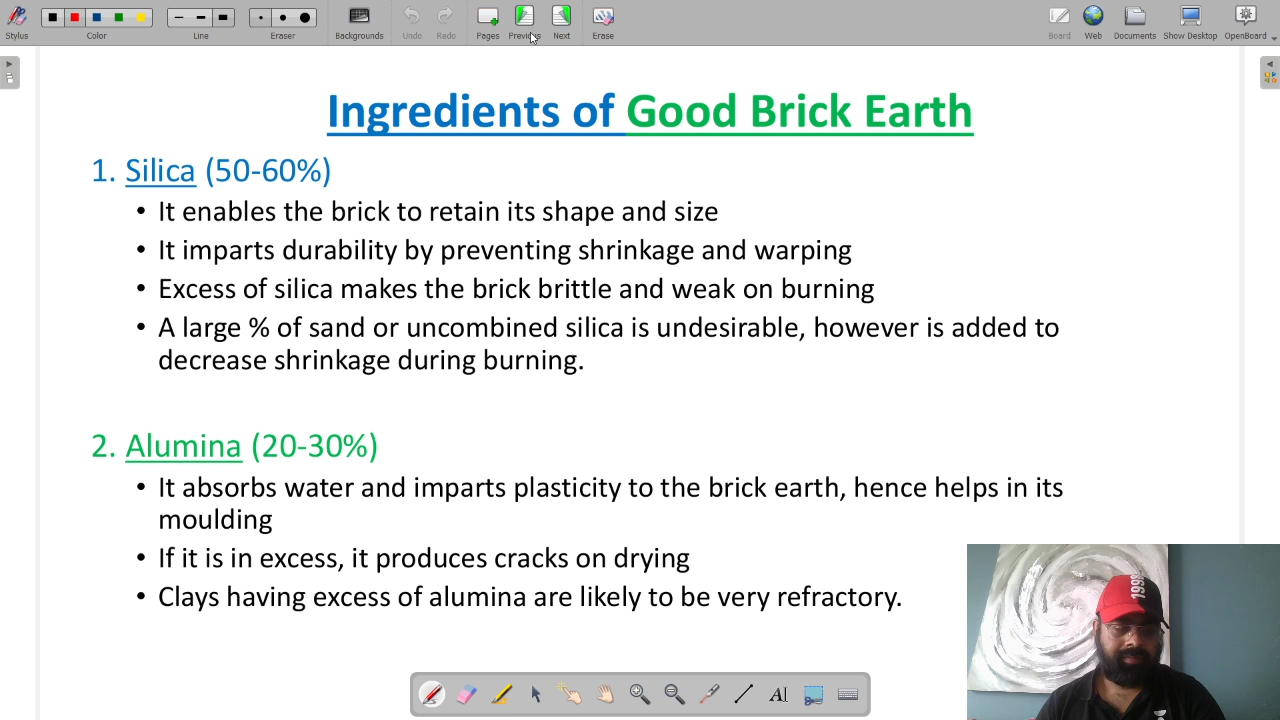 Stylus
Color
Line
Eraser
Backgrounds
Undo
Redo
Pages
Previous
Next
Erase
Board
Web
Documents
Show Desktop
OpenBoard
Ingredients of Good Brick Earth
1. Silica (50-60%)
• It enables the brick to retain its shape and size
• It imparts durability by preventing shrinkage and warping
• Excess of silica makes the brick brittle and weak on burning
• A large % of sand or uncombined silica is undesirable, however is added to
decrease shrinkage during burning.
2. Alumina (20-30%)
• It absorbs water and imparts plasticity to the brick earth, hence helps in its
moulding
• If it is in excess, it produces cracks on drying
• Clays having excess of alumina are likely to be very refractory.
1999
AI